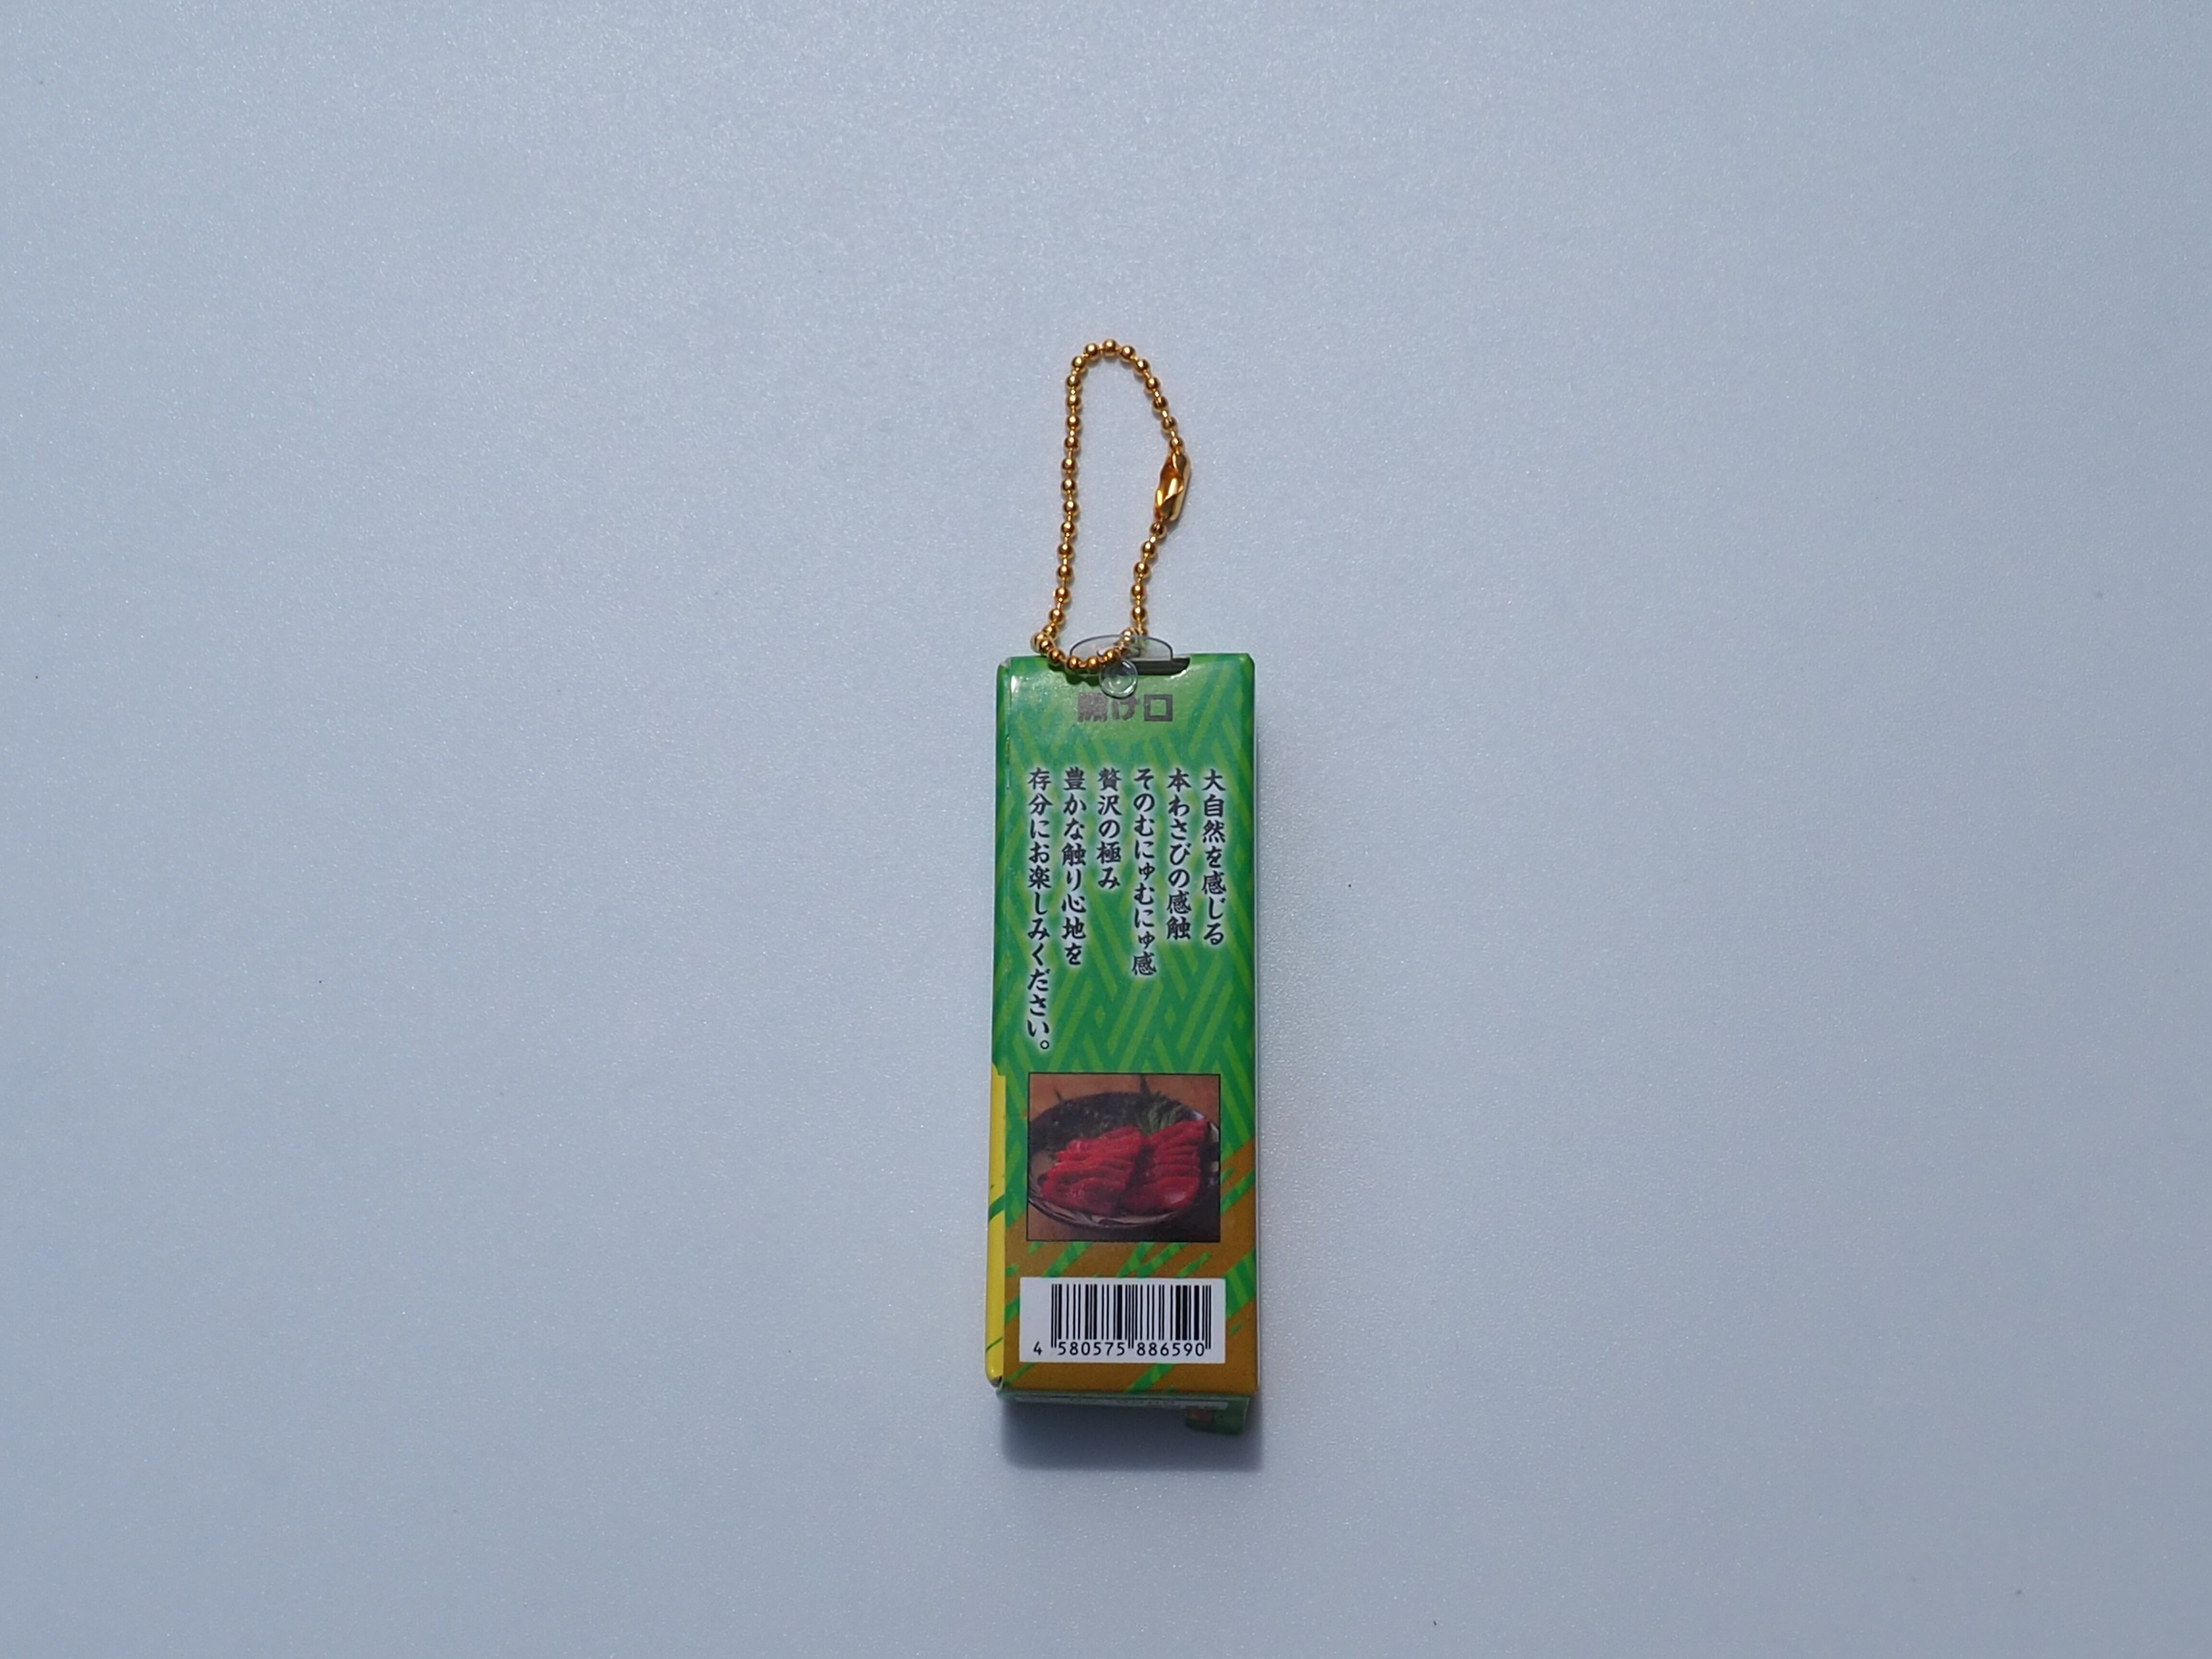 開け口
大自然を感じる
本わさびの感触
そのむにゅむにゅ感
贅沢の極み
豊かな触り心地を
存分にお楽しみください。
4 580575 886590